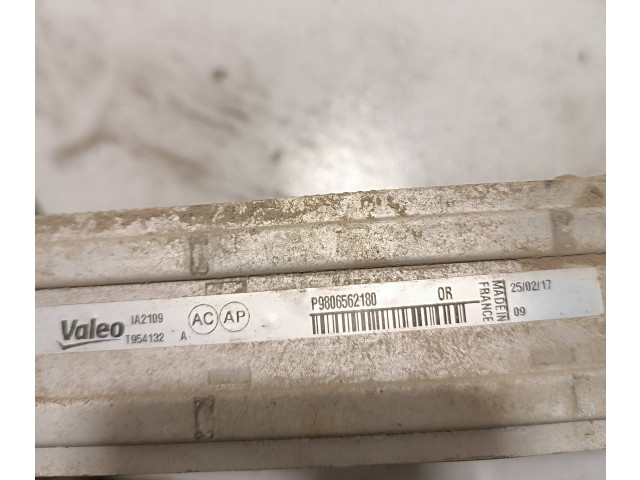 Valeo
IA2109
T954132 A
AC AP
P9806562180 OR
MADE IN
FRANCE
25/02/17
09